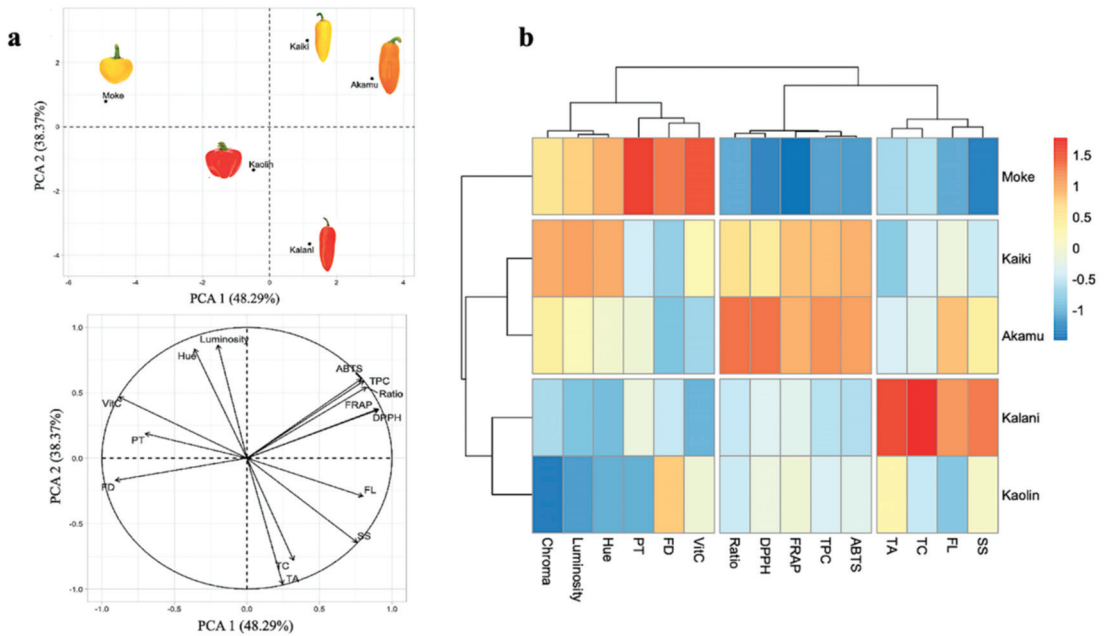 a
PCA 2 (38.37%)
2
0
-2
-4
Moke
Kaiki
Akamu
Kaolin
Kalani
-6
-4
-2
0
2
4
PCA 1 (48.29%)
PCA 2 (38.37%)
1.0
0.5
0.0
-0.5
-1.0
Luminosity
Hue
ABTS
TPC
Ratio
FRAP
DPPH
VitC
PT
FD
FL
SS
TC
TA
-1.0
-0.5
0.0
0.5
1.0
PCA 1 (48.29%)
b
Moke
Kaiki
Akamu
Kalani
Kaolin
Chroma
Luminosity
Hue
PT
FD
VitC
Ratio
DPPH
FRAP
TPC
ABTS
TA
TC
FL
SS
1.5
1
0.5
0
-0.5
-1